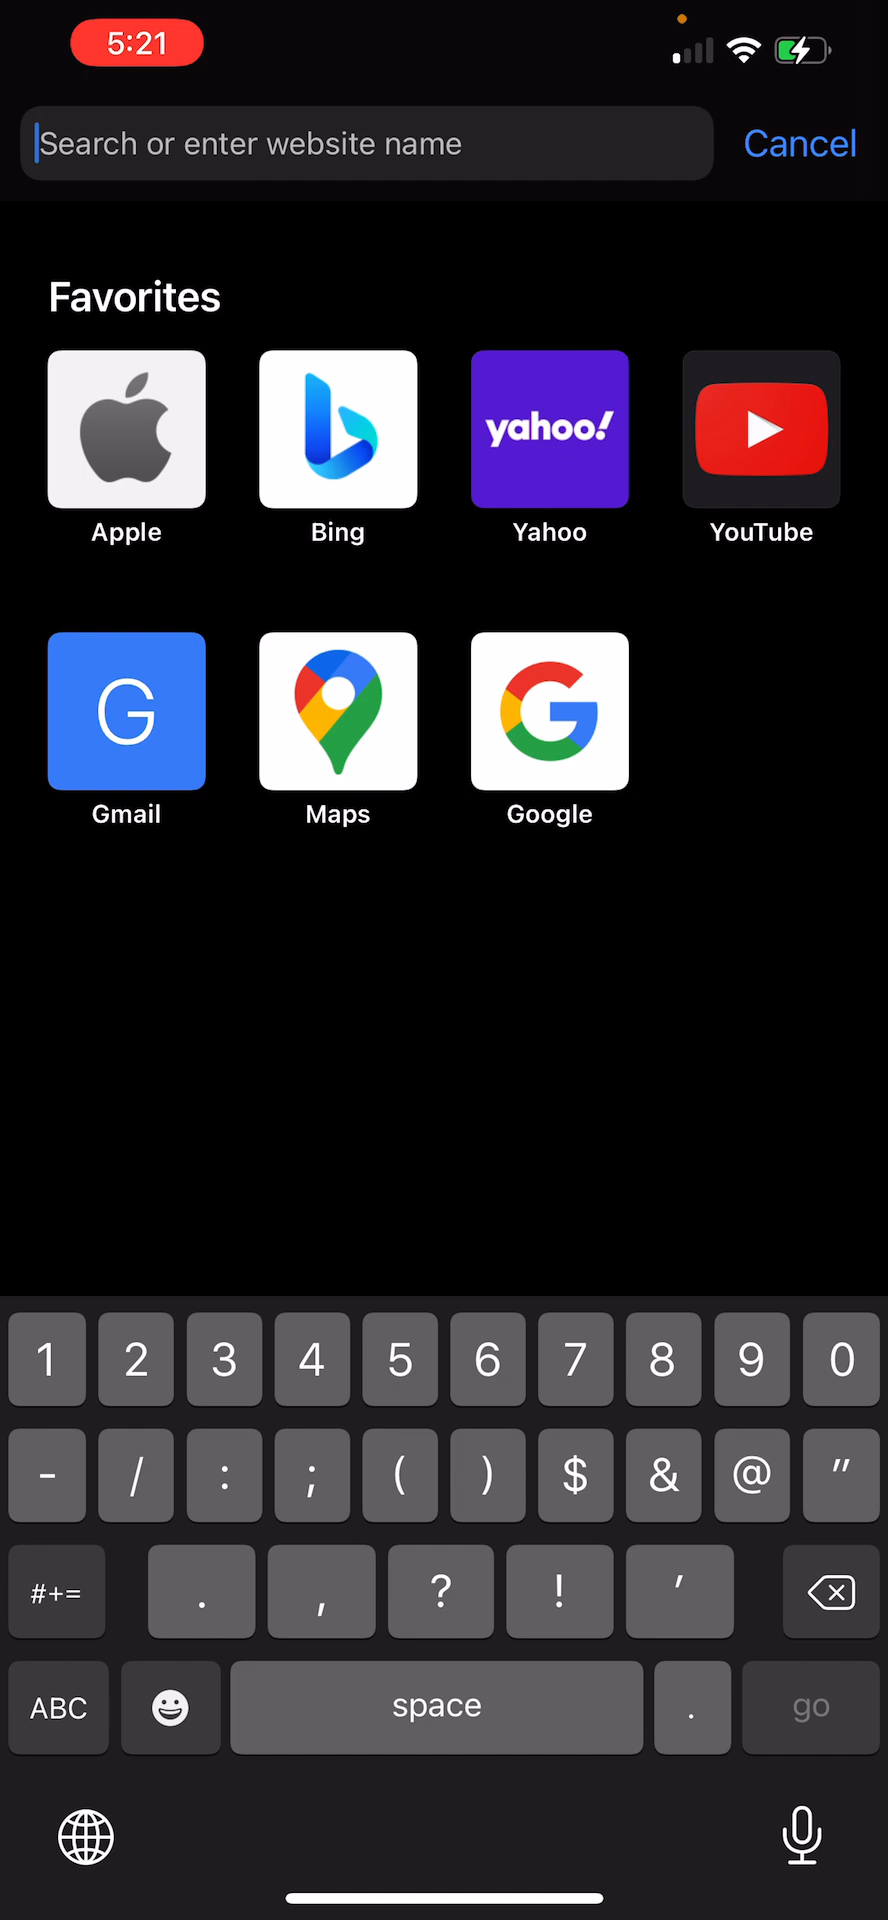 5:21
Search or enter website name Cancel
Favorites
yahoo!
Apple Bing Yahoo YouTube
G
Gmail Maps Google
1 2 3 4 5 6 7 8 9 0
- / : ; ( ) $ & @ "
#+= . , ? ! '
ABC space . go